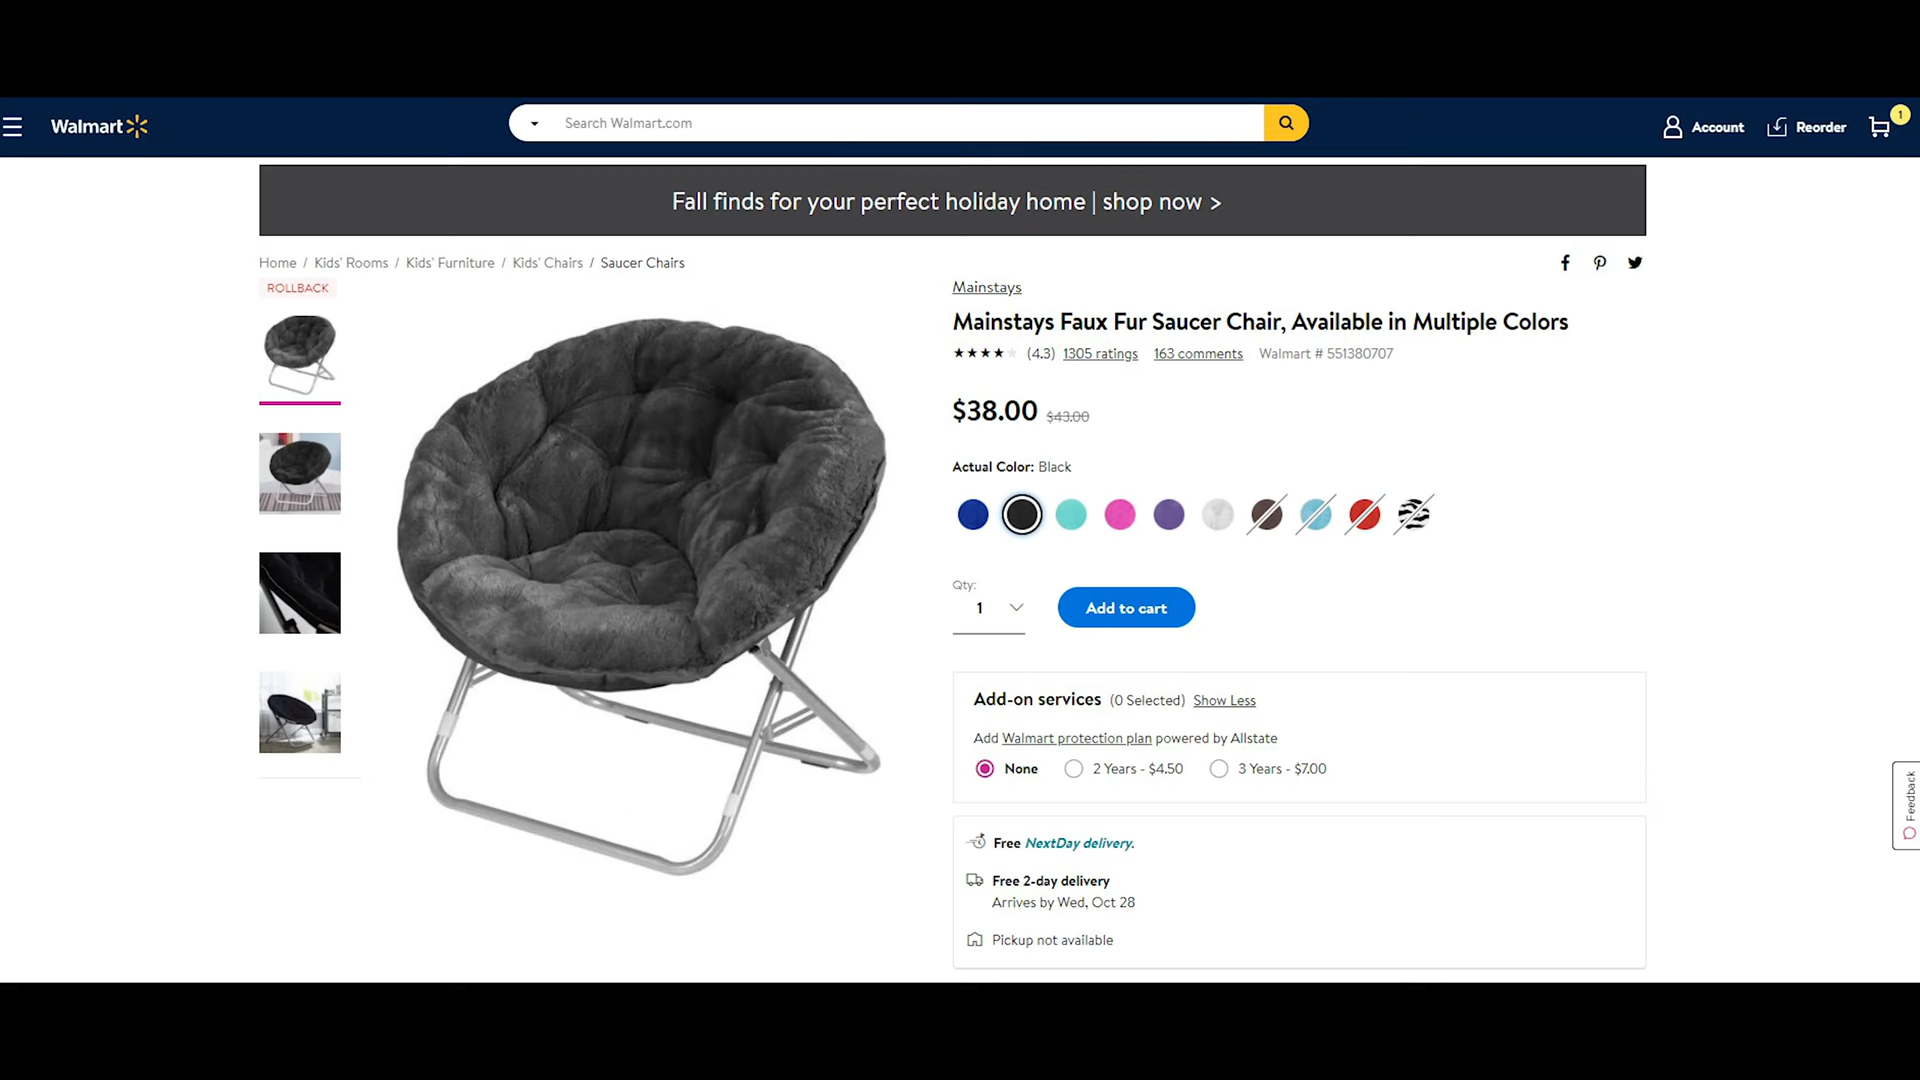 Walmart
Search Walmart.com
Account
Reorder
1
Fall finds for your perfect holiday home | shop now >
Home / Kids' Rooms / Kids' Furniture / Kids' Chairs / Saucer Chairs
ROLLBACK
Mainstays
Mainstays Faux Fur Saucer Chair, Available in Multiple Colors
(4.3) 1305 ratings 163 comments Walmart # 551380707
$38.00 $43.00
Actual Color: Black
Qty:
1
Add to cart
Add-on services (0 Selected) Show Less
Add Walmart protection plan powered by Allstate
None 2 Years - $4.50 3 Years - $7.00
Free NextDay delivery.
Free 2-day delivery
Arrives by Wed, Oct 28
Pickup not available
Feedback